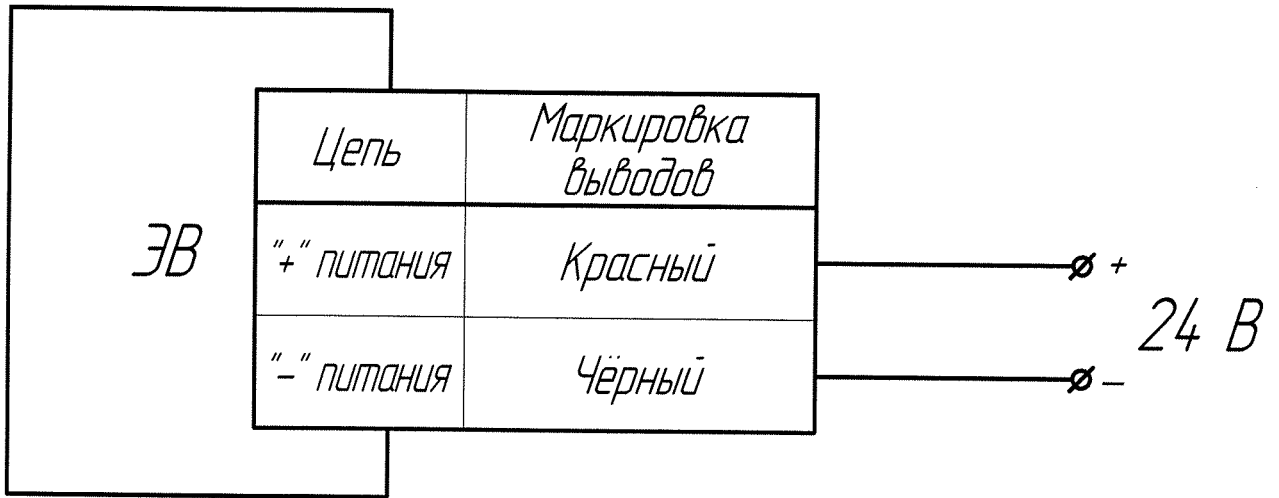 Цепь
Маркировка
выводов
ЭВ
"+" питания
Красный
+
24 В
"-" питания
Чёрный
–